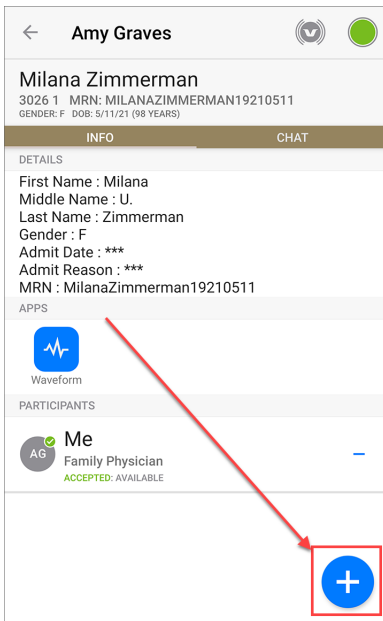 Amy Graves
Milana Zimmerman
3026 1 MRN: MILANAZIMMERMAN19210511
GENDER: F DOB: 5/11/21 (98 YEARS)
INFO CHAT
DETAILS
First Name : Milana
Middle Name : U.
Last Name : Zimmerman
Gender : F
Admit Date : ***
Admit Reason : ***
MRN : MilanaZimmerman19210511
APPS
Waveform
PARTICIPANTS
AG
Me
Family Physician
ACCEPTED: AVAILABLE